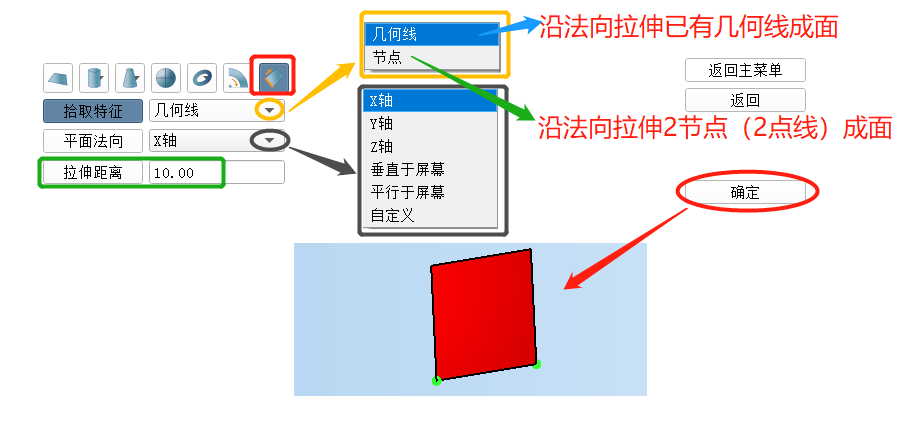 沿法向拉伸已有几何线成面
几何线
节点
返回主菜单
拾取特征
几何线
X轴
返回
平面法向
X轴
Y轴
沿法向拉伸2节点（2点线）成面
Z轴
拉伸距离
10.00
垂直于屏幕
平行于屏幕
确定
自定义